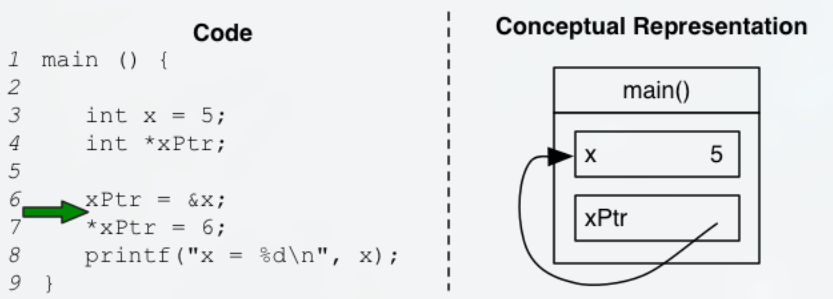 Code
1 main () {
2
3 int x = 5;
4 int *xPtr;
5
6 xPtr = &x;
7 *xPtr = 6;
8 printf("x = %d\n", x);
9 }
Conceptual Representation
main()
x 5
xPtr